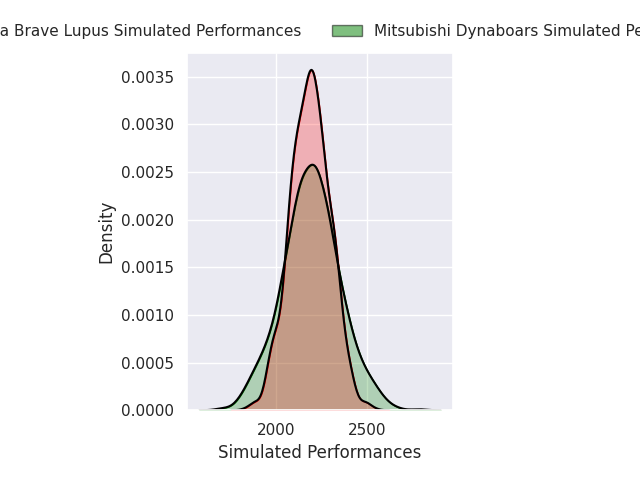 a Brave Lupus Simulated Performances
Mitsubishi Dynaboars Simulated Pe
0.0035
0.0030
0.0025
0.0020
0.0015
0.0010
0.0005
0.0000
Density
2000
2500
Simulated Performances